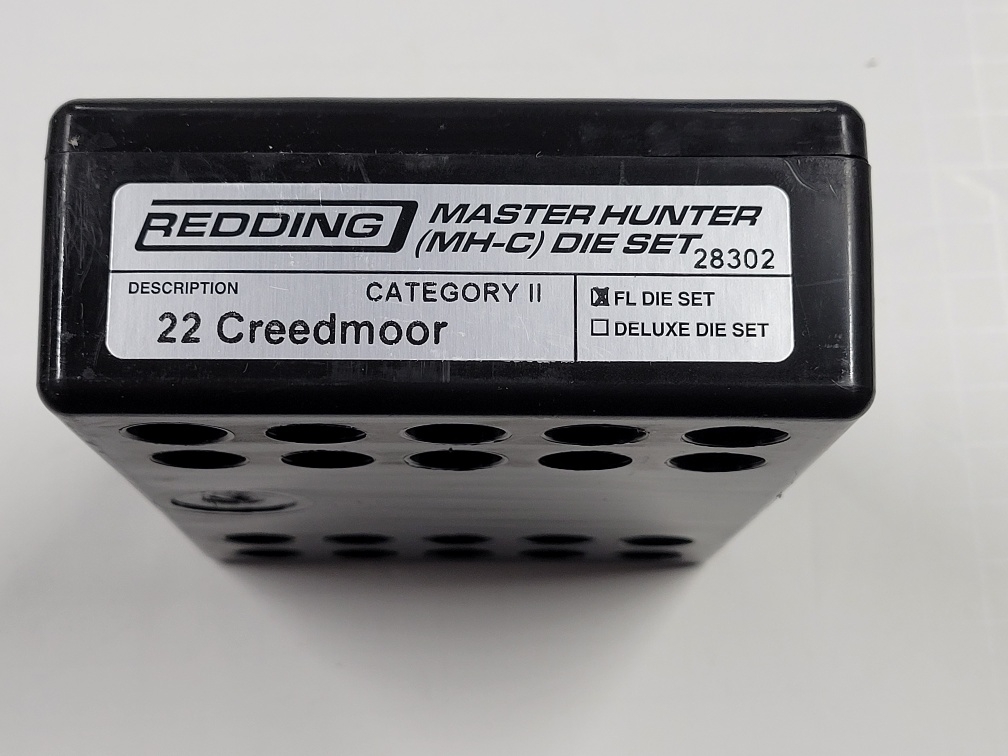 REDDING MASTER HUNTER
(MH-C) DIE SET 28302
DESCRIPTION CATEGORY II
22 Creedmoor
FL DIE SET
DELUXE DIE SET